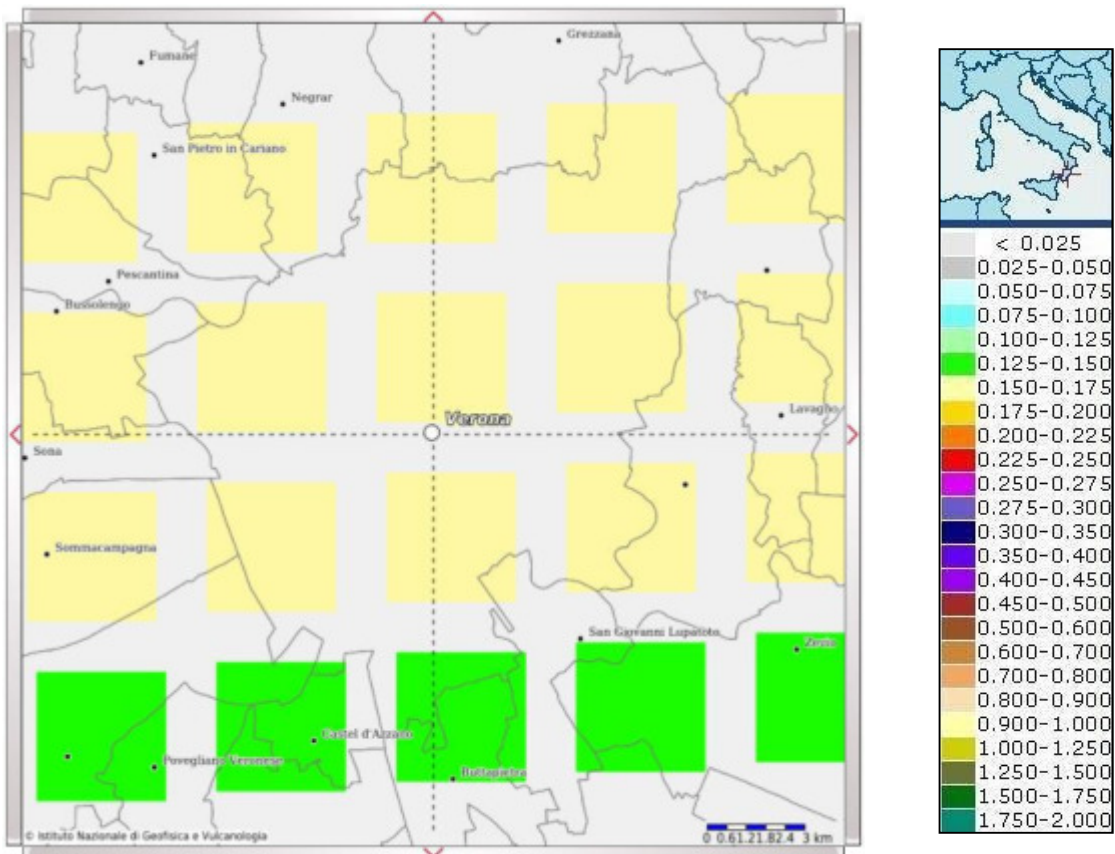 Grezzana
Fumane
Negrar
San Pietro in Cariano
Pescantina
Bussolengo
Lavagno
Verona
Sona
Sommacampagna
San Giovanni Lupatoto
Zevio
Castel d'Azzano
Povegliano Veronese
Buttapietra
© Istituto Nazionale di Geofisica e Vulcanologia
0 0.61.21.82.4 3 km
< 0.025
0.025-0.050
0.050-0.075
0.075-0.100
0.100-0.125
0.125-0.150
0.150-0.175
0.175-0.200
0.200-0.225
0.225-0.250
0.250-0.275
0.275-0.300
0.300-0.350
0.350-0.400
0.400-0.450
0.450-0.500
0.500-0.600
0.600-0.700
0.700-0.800
0.800-0.900
0.900-1.000
1.000-1.250
1.250-1.500
1.500-1.750
1.750-2.000